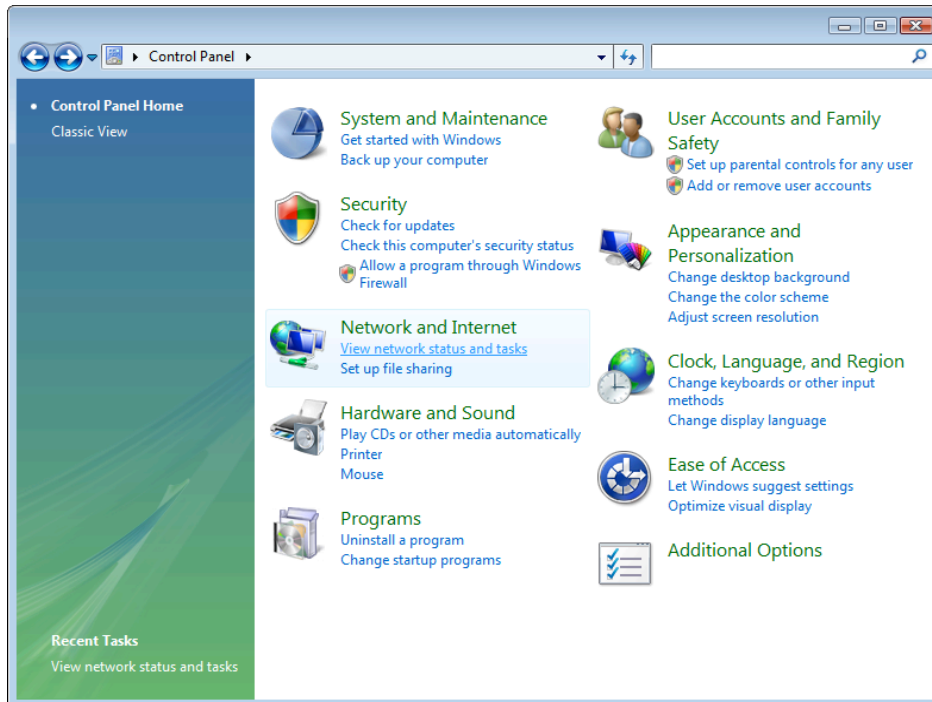 Control Panel
Control Panel Home
Classic View
System and Maintenance
Get started with Windows
Back up your computer
Security
Check for updates
Check this computer's security status
Allow a program through Windows
Firewall
Network and Internet
View network status and tasks
Set up file sharing
Hardware and Sound
Play CDs or other media automatically
Printer
Mouse
Programs
Uninstall a program
Change startup programs
User Accounts and Family
Safety
Set up parental controls for any user
Add or remove user accounts
Appearance and
Personalization
Change desktop background
Change the color scheme
Adjust screen resolution
Clock, Language, and Region
Change keyboards or other input
methods
Change display language
Ease of Access
Let Windows suggest settings
Optimize visual display
Additional Options
Recent Tasks
View network status and tasks